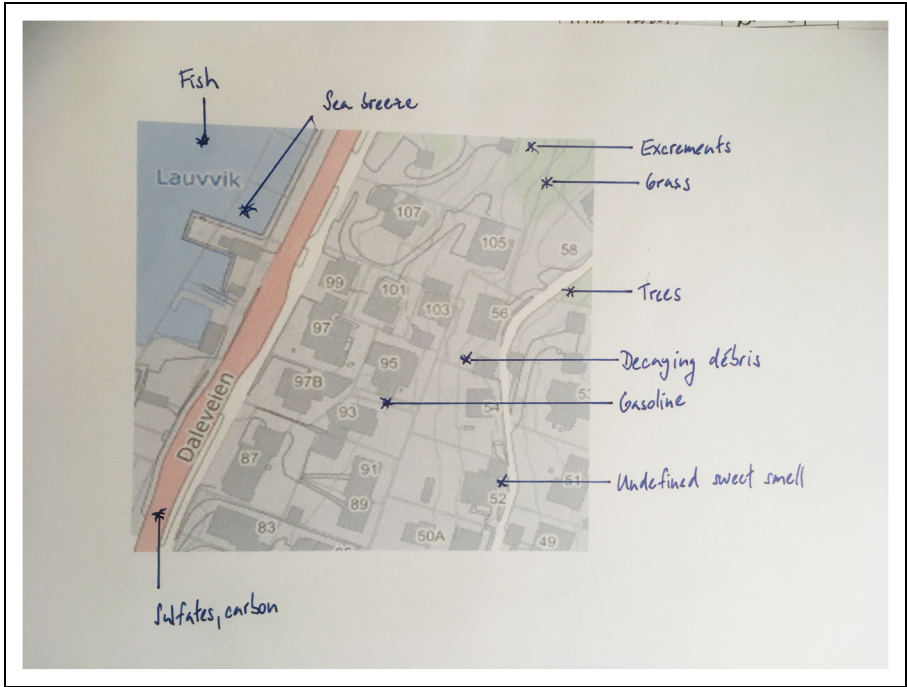 Fish
Sea breeze
Excrements
Lauvvik
Grass
107
105
58
99
101
Trees
103
56
97
95
Decaying débris
97B
Gasoline
54
93
Daleveien
87
91
Undefined sweet smell
51
52
89
83
50A
49
Sulfates, carbon